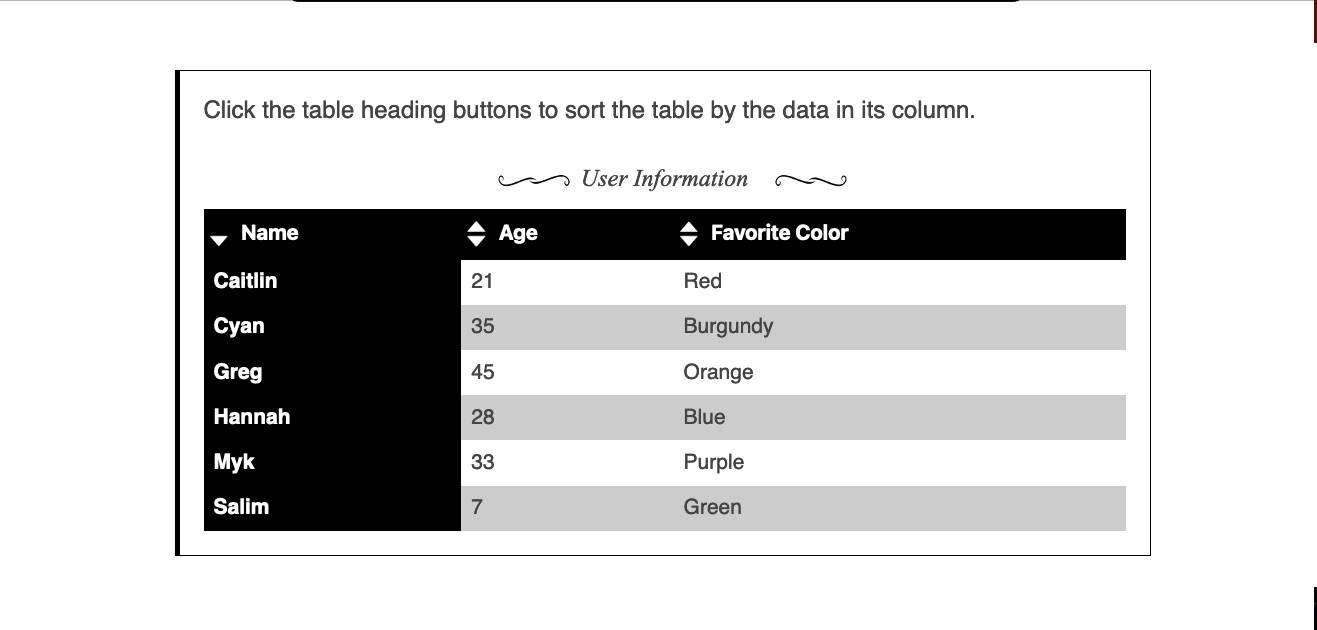 Click the table heading buttons to sort the table by the data in its column.
User Information
Name Age Favorite Color
Caitlin 21 Red
Cyan 35 Burgundy
Greg 45 Orange
Hannah 28 Blue
Myk 33 Purple
Salim 7 Green